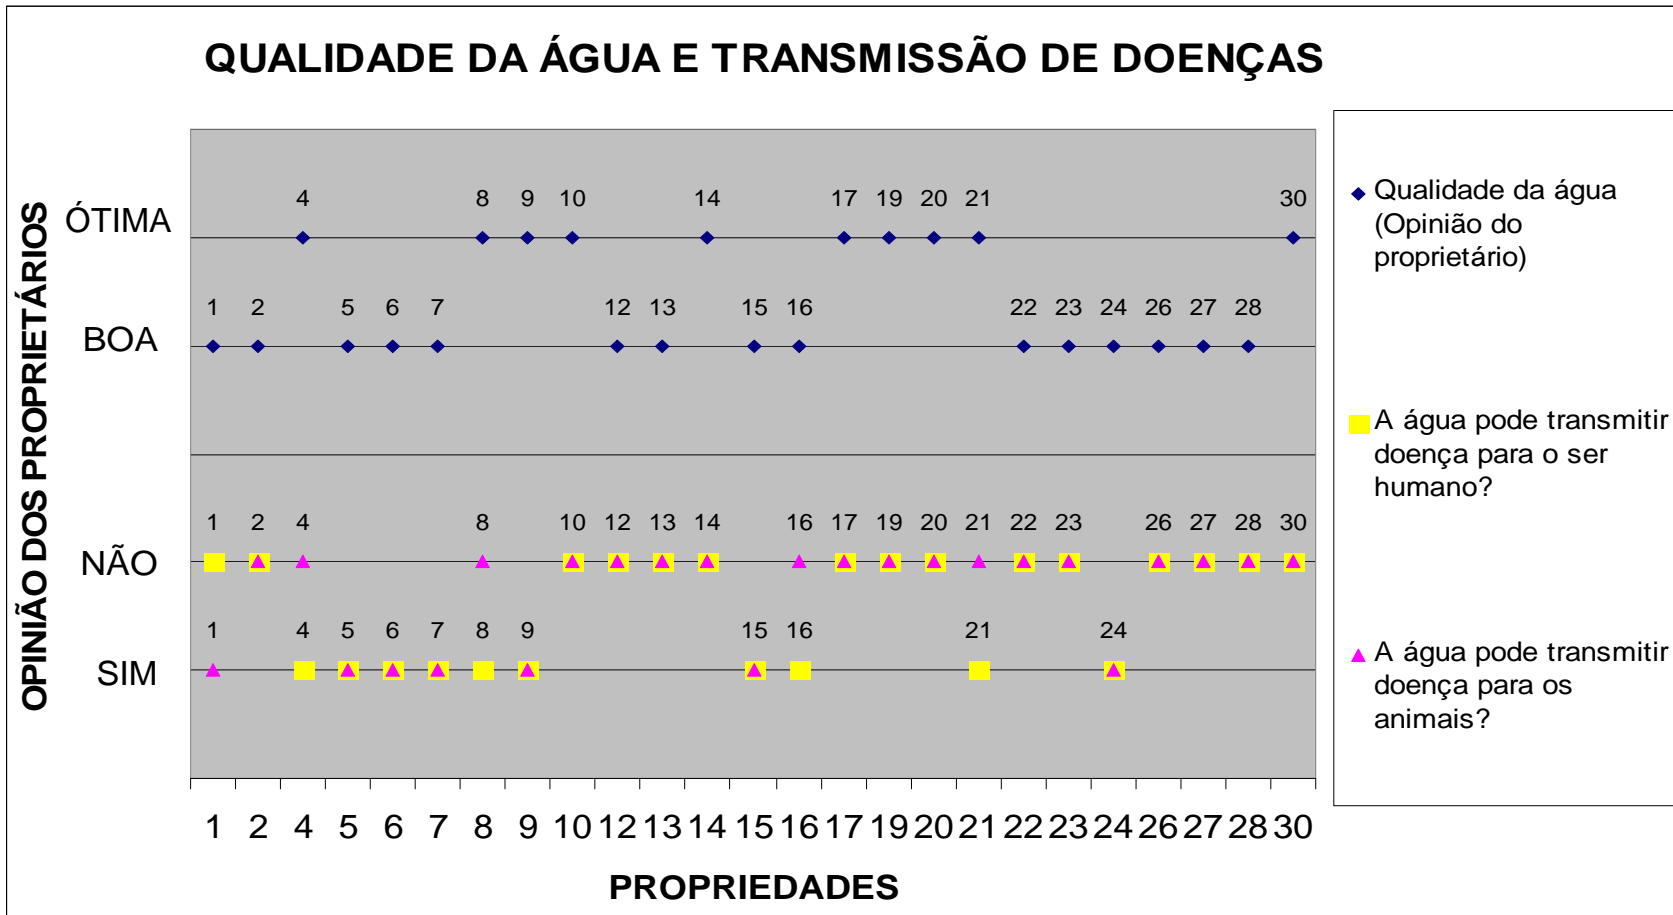 QUALIDADE DA ÁGUA E TRANSMISSÃO DE DOENÇAS
OPINIÃO DOS PROPRIETÁRIOS
ÓTIMA
4 8 9 10 14 17 19 20 21 30
BOA
1 2 5 6 7 12 13 15 16 22 23 24 26 27 28
NÃO
1 2 4 8 10 12 13 14 16 17 19 20 21 22 23 26 27 28 30
SIM
1 4 5 6 7 8 9 15 16 21 24
1 2 4 5 6 7 8 9 10 12 13 14 15 16 17 19 20 21 22 23 24 26 27 28 30
PROPRIEDADES
Qualidade da água
(Opinião do
proprietário)
A água pode transmitir
doença para o ser
humano?
A água pode transmitir
doença para os
animais?